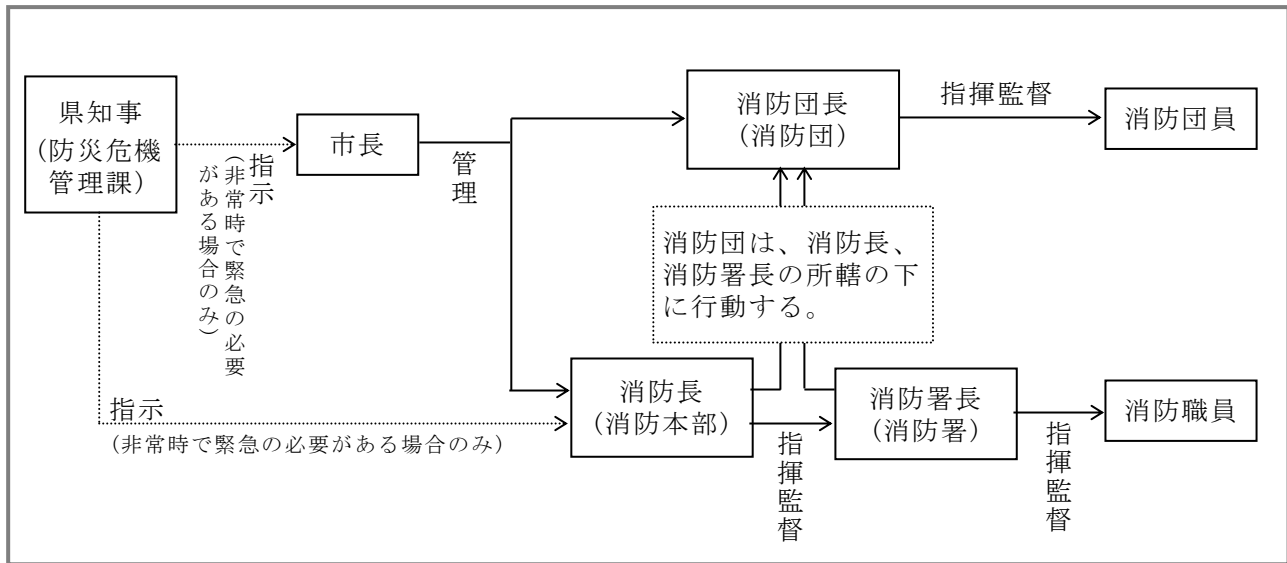 県知事
(防災危機
管理課)
指示
(非常時で緊急の必要
がある場合のみ)
市長
管理
消防団長
(消防団)
指揮監督
消防団員
消防団は、消防長、
消防署長の所轄の下
に行動する。
指示
(非常時で緊急の必要がある場合のみ)
消防長
(消防本部)
指揮監督
消防署長
(消防署)
指揮監督
消防職員